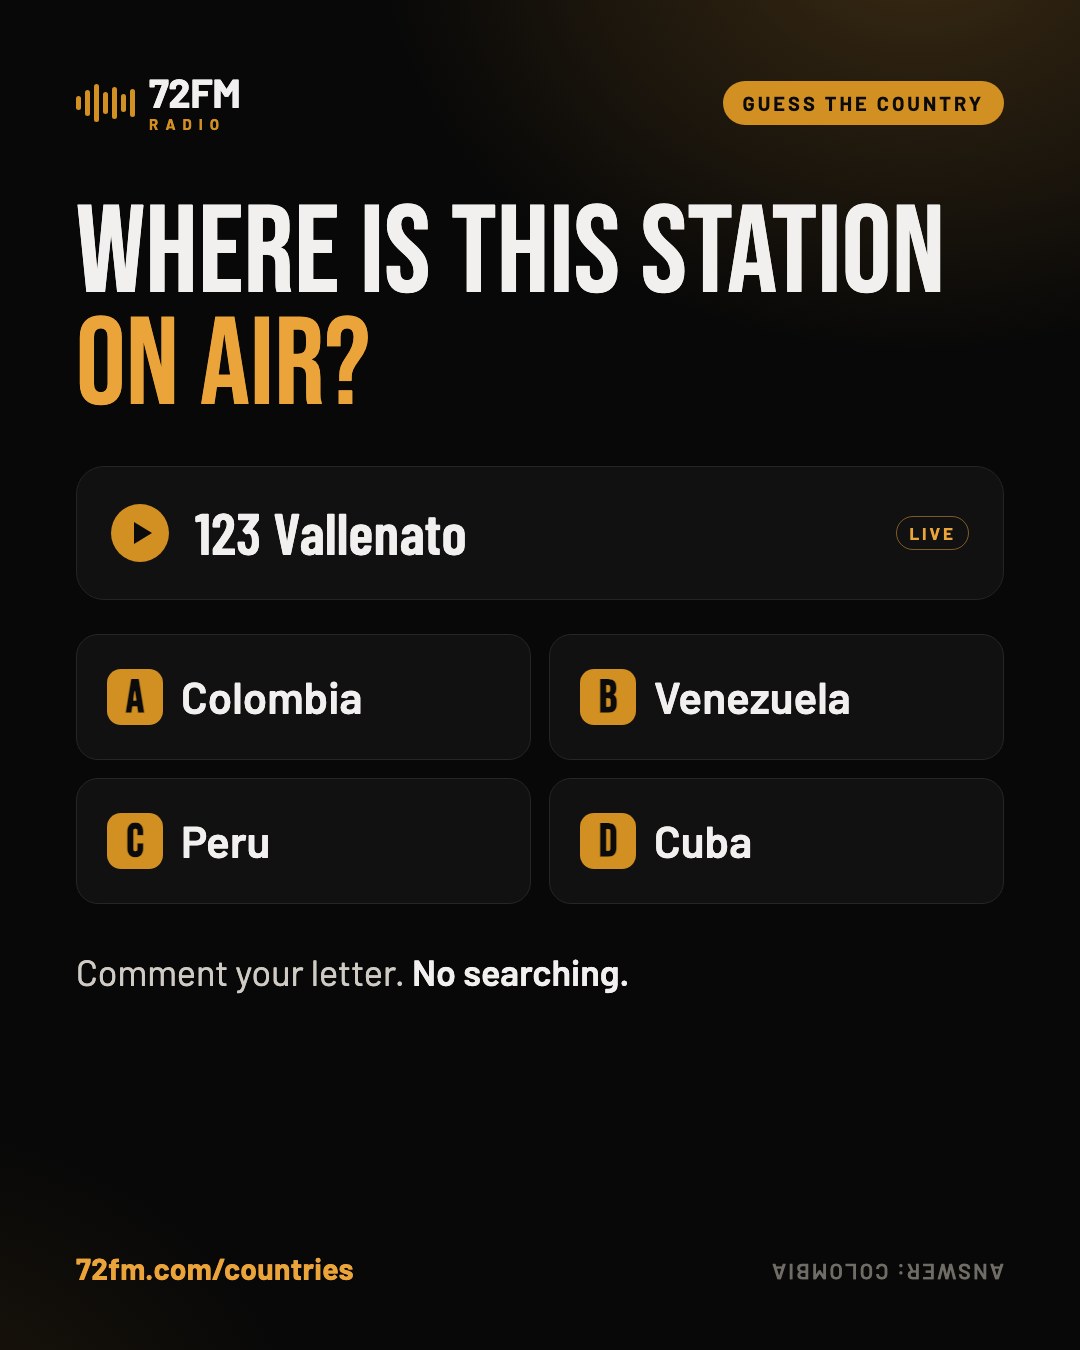 72FM
RADIO
GUESS THE COUNTRY
WHERE IS THIS STATION
ON AIR?
123 Vallenato
LIVE
A Colombia
B Venezuela
C Peru
D Cuba
Comment your letter. No searching.
72fm.com/countries
ANSWER: COLOMBIA